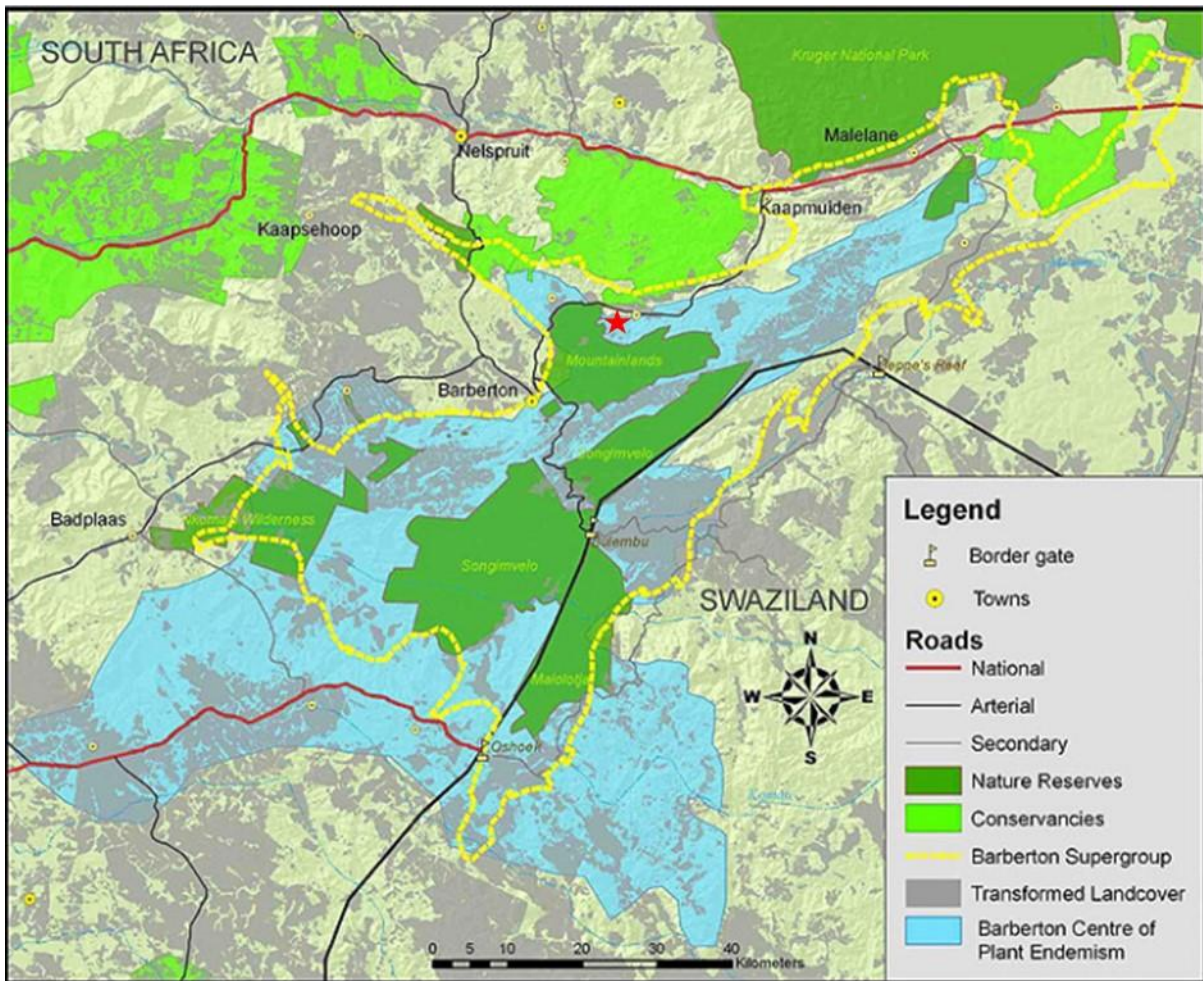 SOUTH AFRICA
Kruger National Park
Malelane
Nelspruit
Kaapmuiden
Kaapsehoop
Mountainlands
Barberton
Songimvelo
Badplaas
Wilderness
Bulembu
Songimvelo
SWAZILAND
Malolotja
Oshoek
N
W E
S
0 5 10 20 30 40
Kilometers
Legend
Border gate
Towns
Roads
National
Arterial
Secondary
Nature Reserves
Conservancies
Barberton Supergroup
Transformed Landcover
Barberton Centre of
Plant Endemism